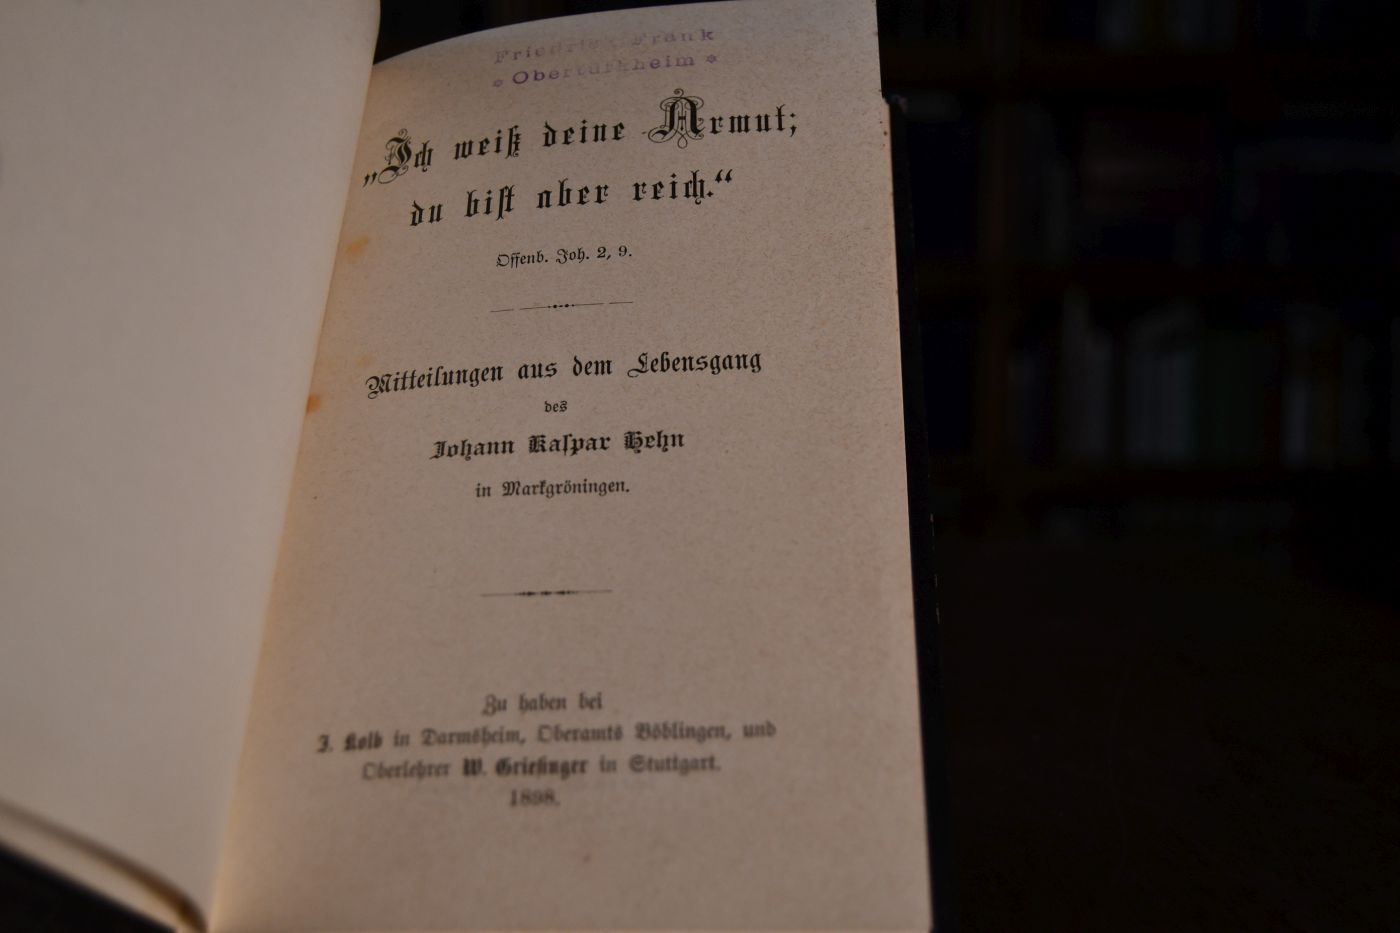 Friedrich Frank
* Obertürkheim *
„Ich weiß deine Armut;
du bist aber reich.“
Offenb. Joh. 2, 9.
Mitteilungen aus dem Lebensgang
des
Johann Kaspar Hehn
in Markgröningen.
Zu haben bei
J. Kolb in Darmsheim, Oberamts Böblingen, und
Oberlehrer W. Griesinger in Stuttgart.
1898.